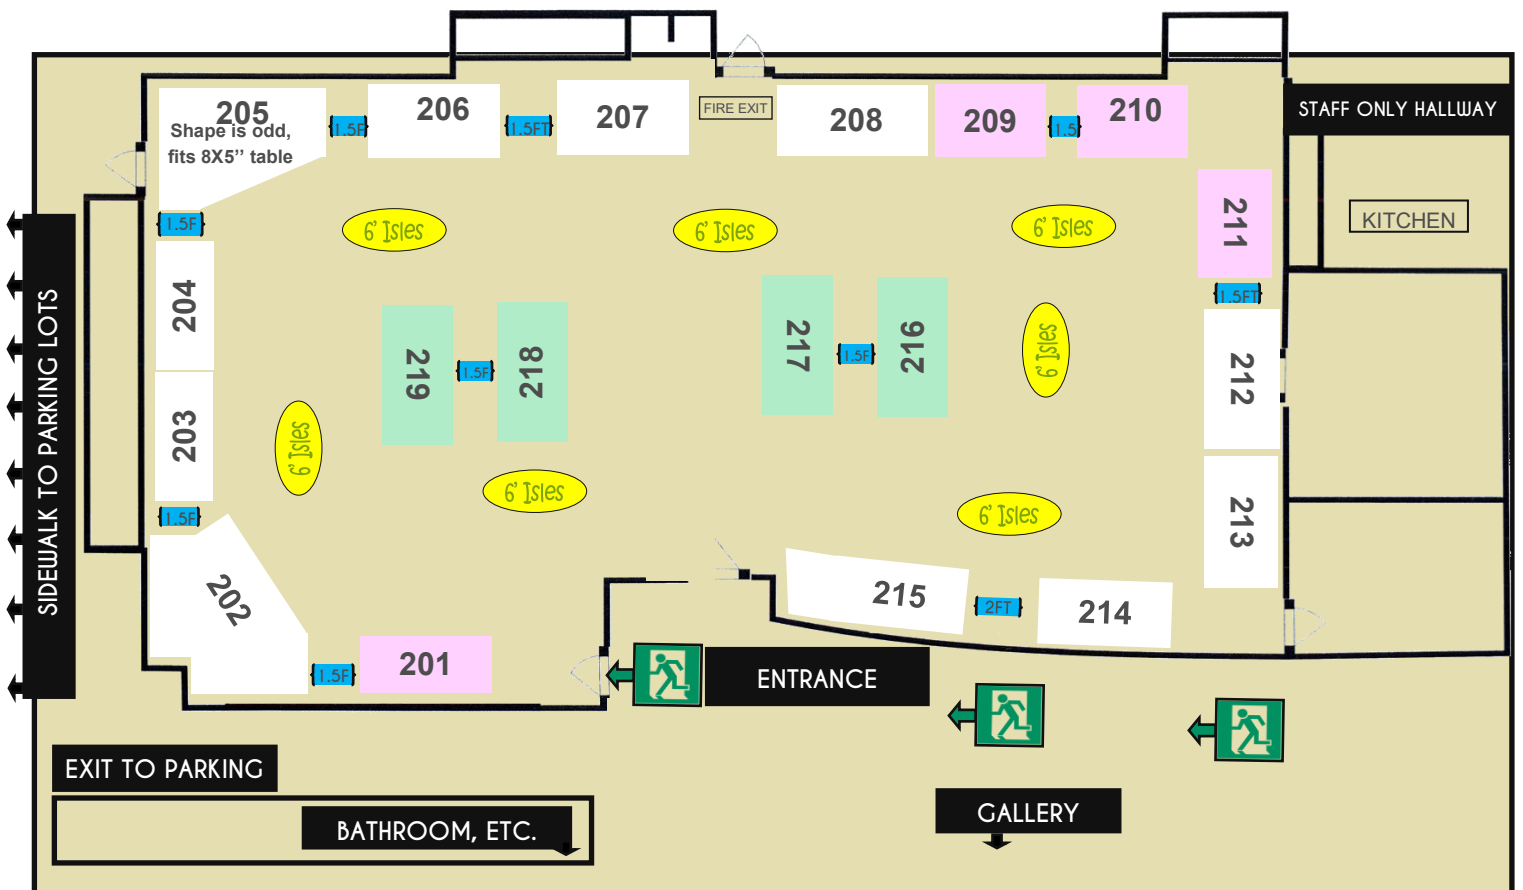 205
Shape is odd,
fits 8X5’’ table
1.5F
206
1.5FT
207
FIRE EXIT
208
209
1.5
210
STAFF ONLY HALLWAY
KITCHEN
211
1.5FT
212
213
6’ Isles
6’ Isles
6’ Isles
1.5F
204
203
1.5F
202
1.5F
201
219
1.5F
218
217
1.5F
216
6’ Isles
6’ Isles
6’ Isles
6’ Isles
215
2FT
214
SIDEWALK TO PARKING LOTS
ENTRANCE
EXIT TO PARKING
BATHROOM, ETC.
GALLERY